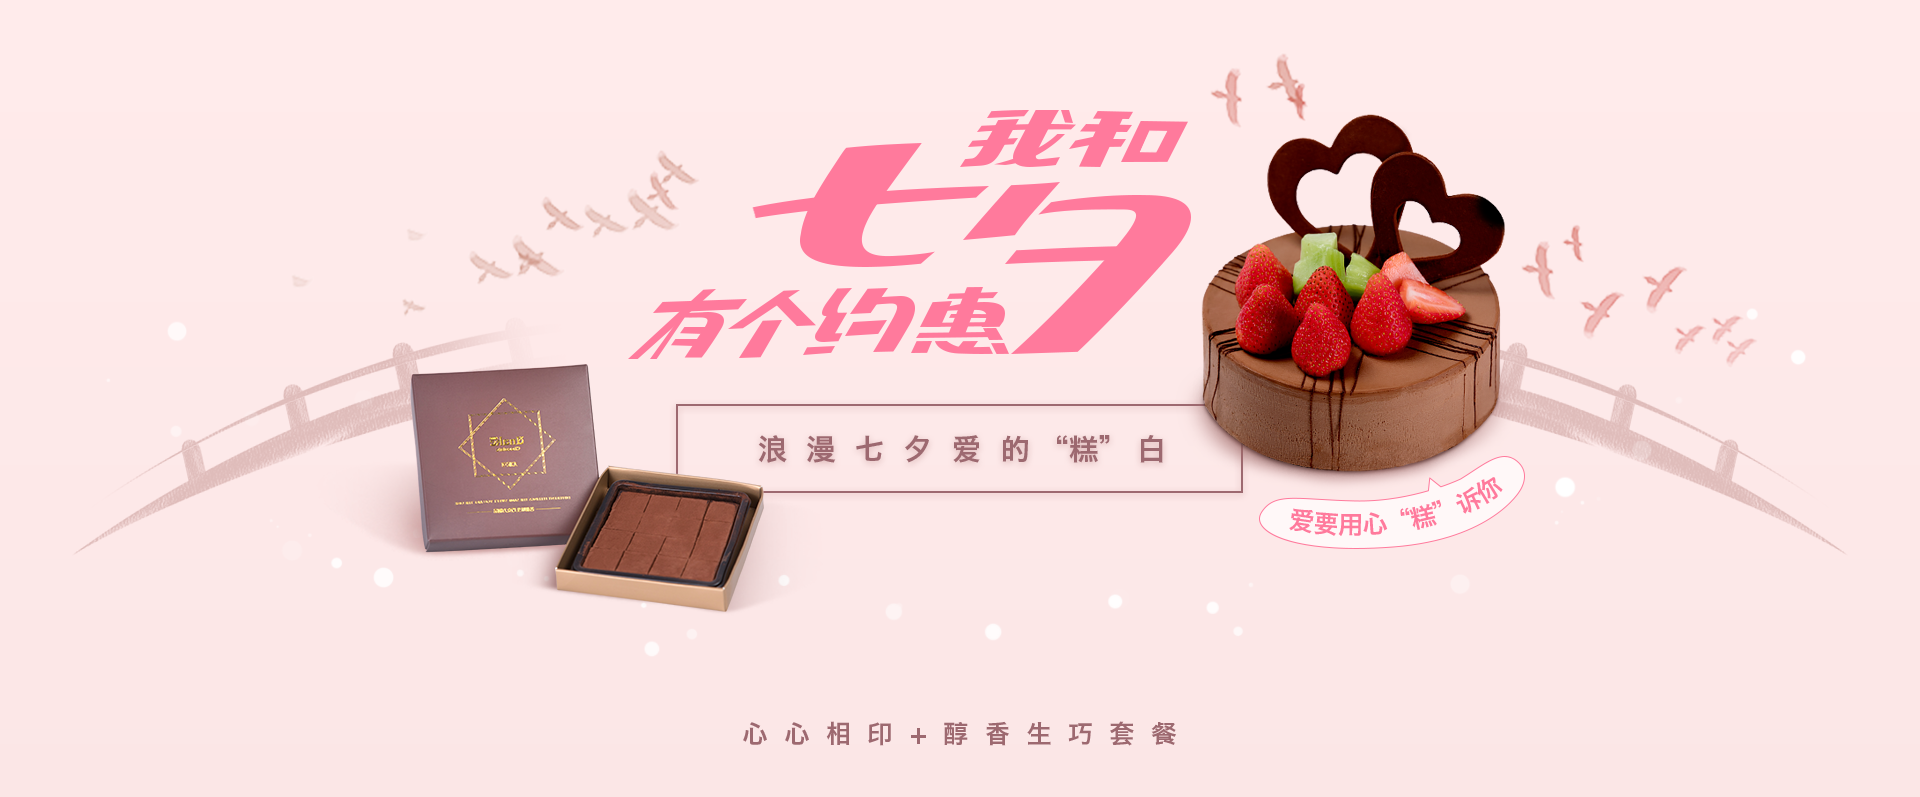 我和
七夕
有个约惠
浪漫七夕爱的“糕”白
爱要用心“糕”诉你
心心相印+醇香生巧套餐